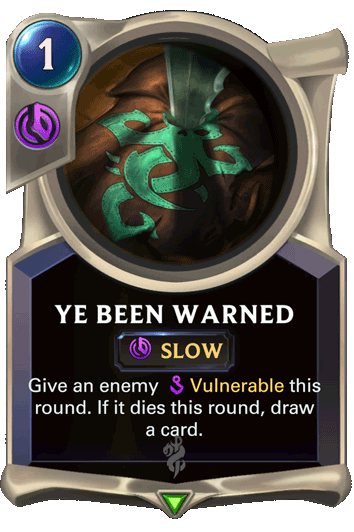 1
YE BEEN WARNED
SLOW
Give an enemy Vulnerable this
round. If it dies this round, draw
a card.